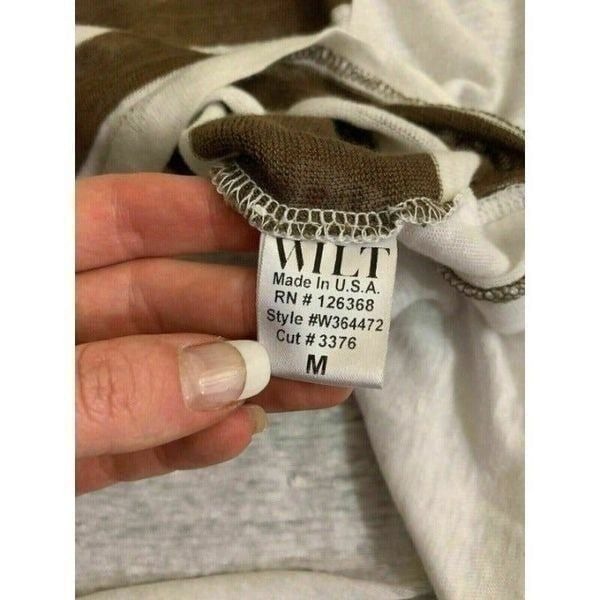 WILT
Made In U.S.A.
RN # 126368
Style #W364472
Cut # 3376
M